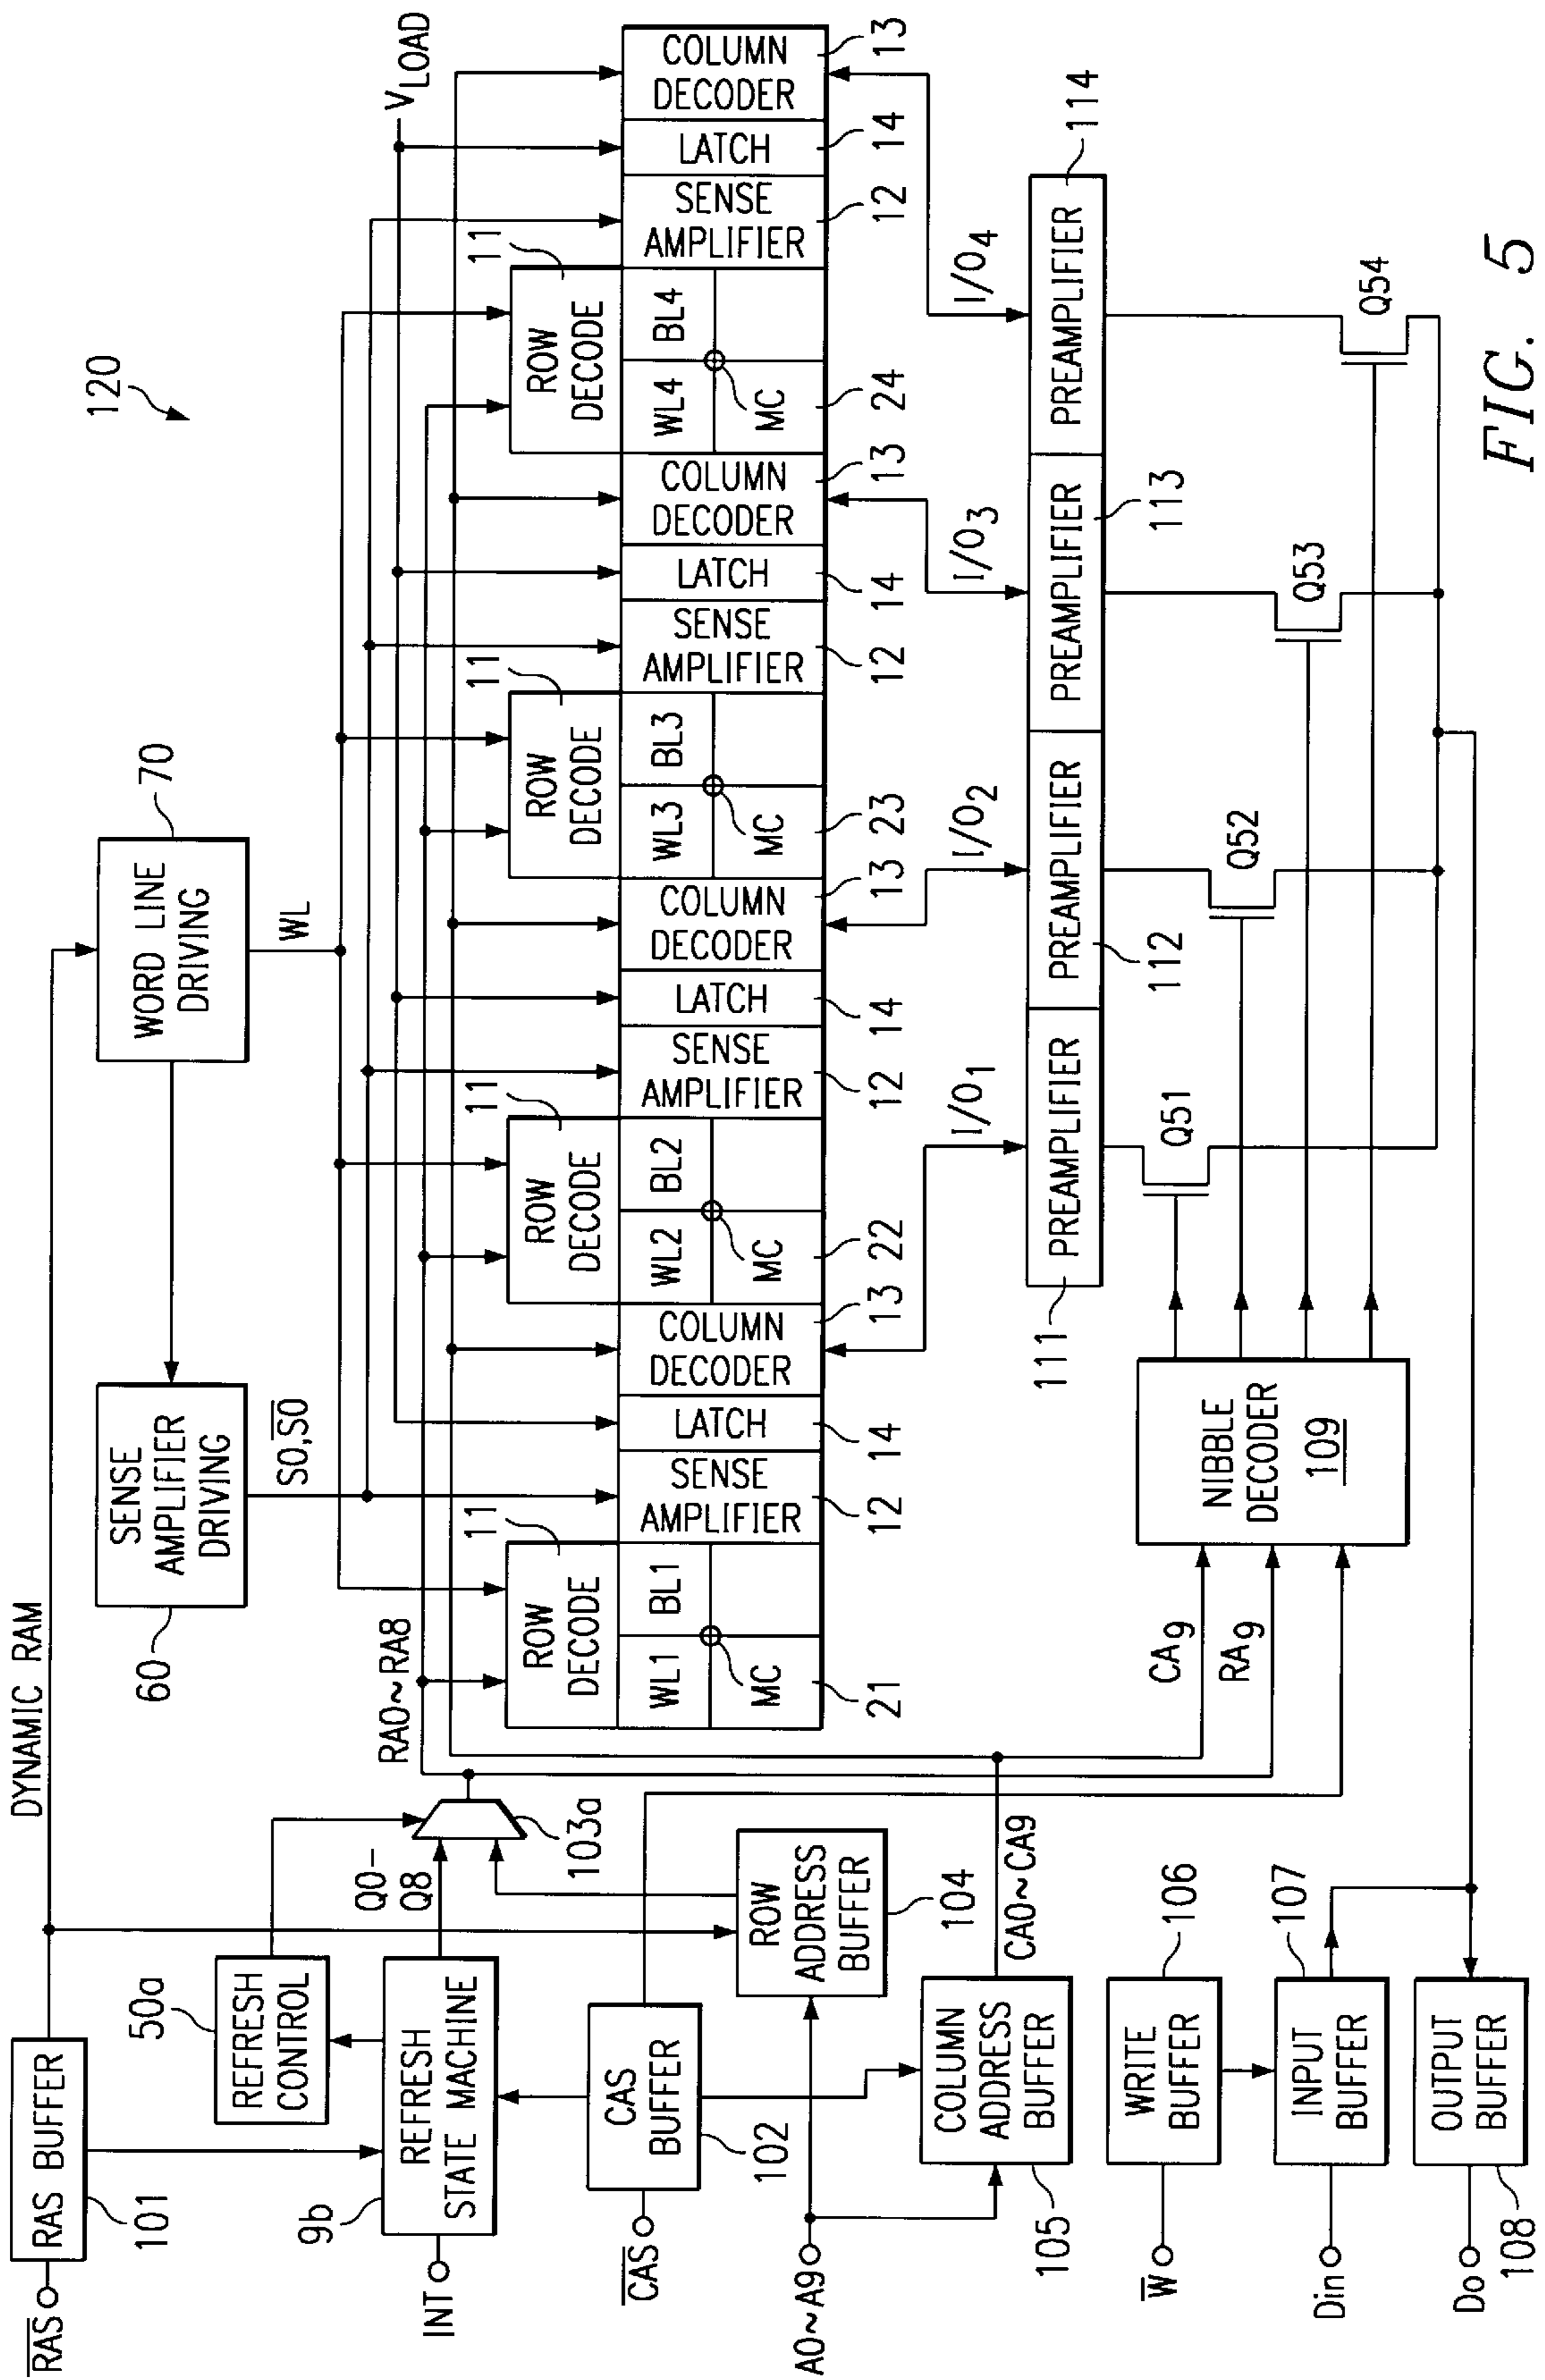 DYNAMIC RAM
120
R̅A̅S̅
RAS BUFFER
101
REFRESH
CONTROL
50a
INT
REFRESH
STATE MACHINE
9b
Q0-
Q8
103a
C̅A̅S̅
CAS
BUFFER
102
A0~A9
ROW
ADDRESS
BUFFER
104
COLUMN
ADDRESS
BUFFER
105
CA0~CA9
W̅
WRITE
BUFFER
106
Din
INPUT
BUFFER
107
Do
OUTPUT
BUFFER
108
SENSE
AMPLIFIER
DRIVING
60
S0,S̅0̅
WORD LINE
DRIVING
70
WL
VLOAD
RA0~RA8
ROW
DECODE
11
WL1
BL1
MC
21
SENSE
AMPLIFIER
12
LATCH
14
COLUMN
DECODER
13
ROW
DECODE
11
WL2
BL2
MC
22
SENSE
AMPLIFIER
12
LATCH
14
COLUMN
DECODER
13
ROW
DECODE
11
WL3
BL3
MC
23
SENSE
AMPLIFIER
12
LATCH
14
COLUMN
DECODER
13
ROW
DECODE
11
WL4
BL4
MC
24
SENSE
AMPLIFIER
12
LATCH
14
COLUMN
DECODER
13
I/O1
I/O2
I/O3
I/O4
PREAMPLIFIER
111
PREAMPLIFIER
112
PREAMPLIFIER
113
PREAMPLIFIER
114
CA9
RA9
NIBBLE
DECODER
109
Q51
Q52
Q53
Q54
FIG. 5